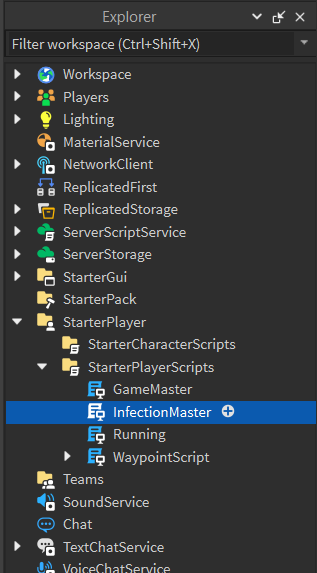 Explorer
Filter workspace (Ctrl+Shift+X)
Workspace
Players
Lighting
MaterialService
NetworkClient
ReplicatedFirst
ReplicatedStorage
ServerScriptService
ServerStorage
StarterGui
StarterPack
StarterPlayer
StarterCharacterScripts
StarterPlayerScripts
GameMaster
InfectionMaster
Running
WaypointScript
Teams
SoundService
Chat
TextChatService
VoiceChatService